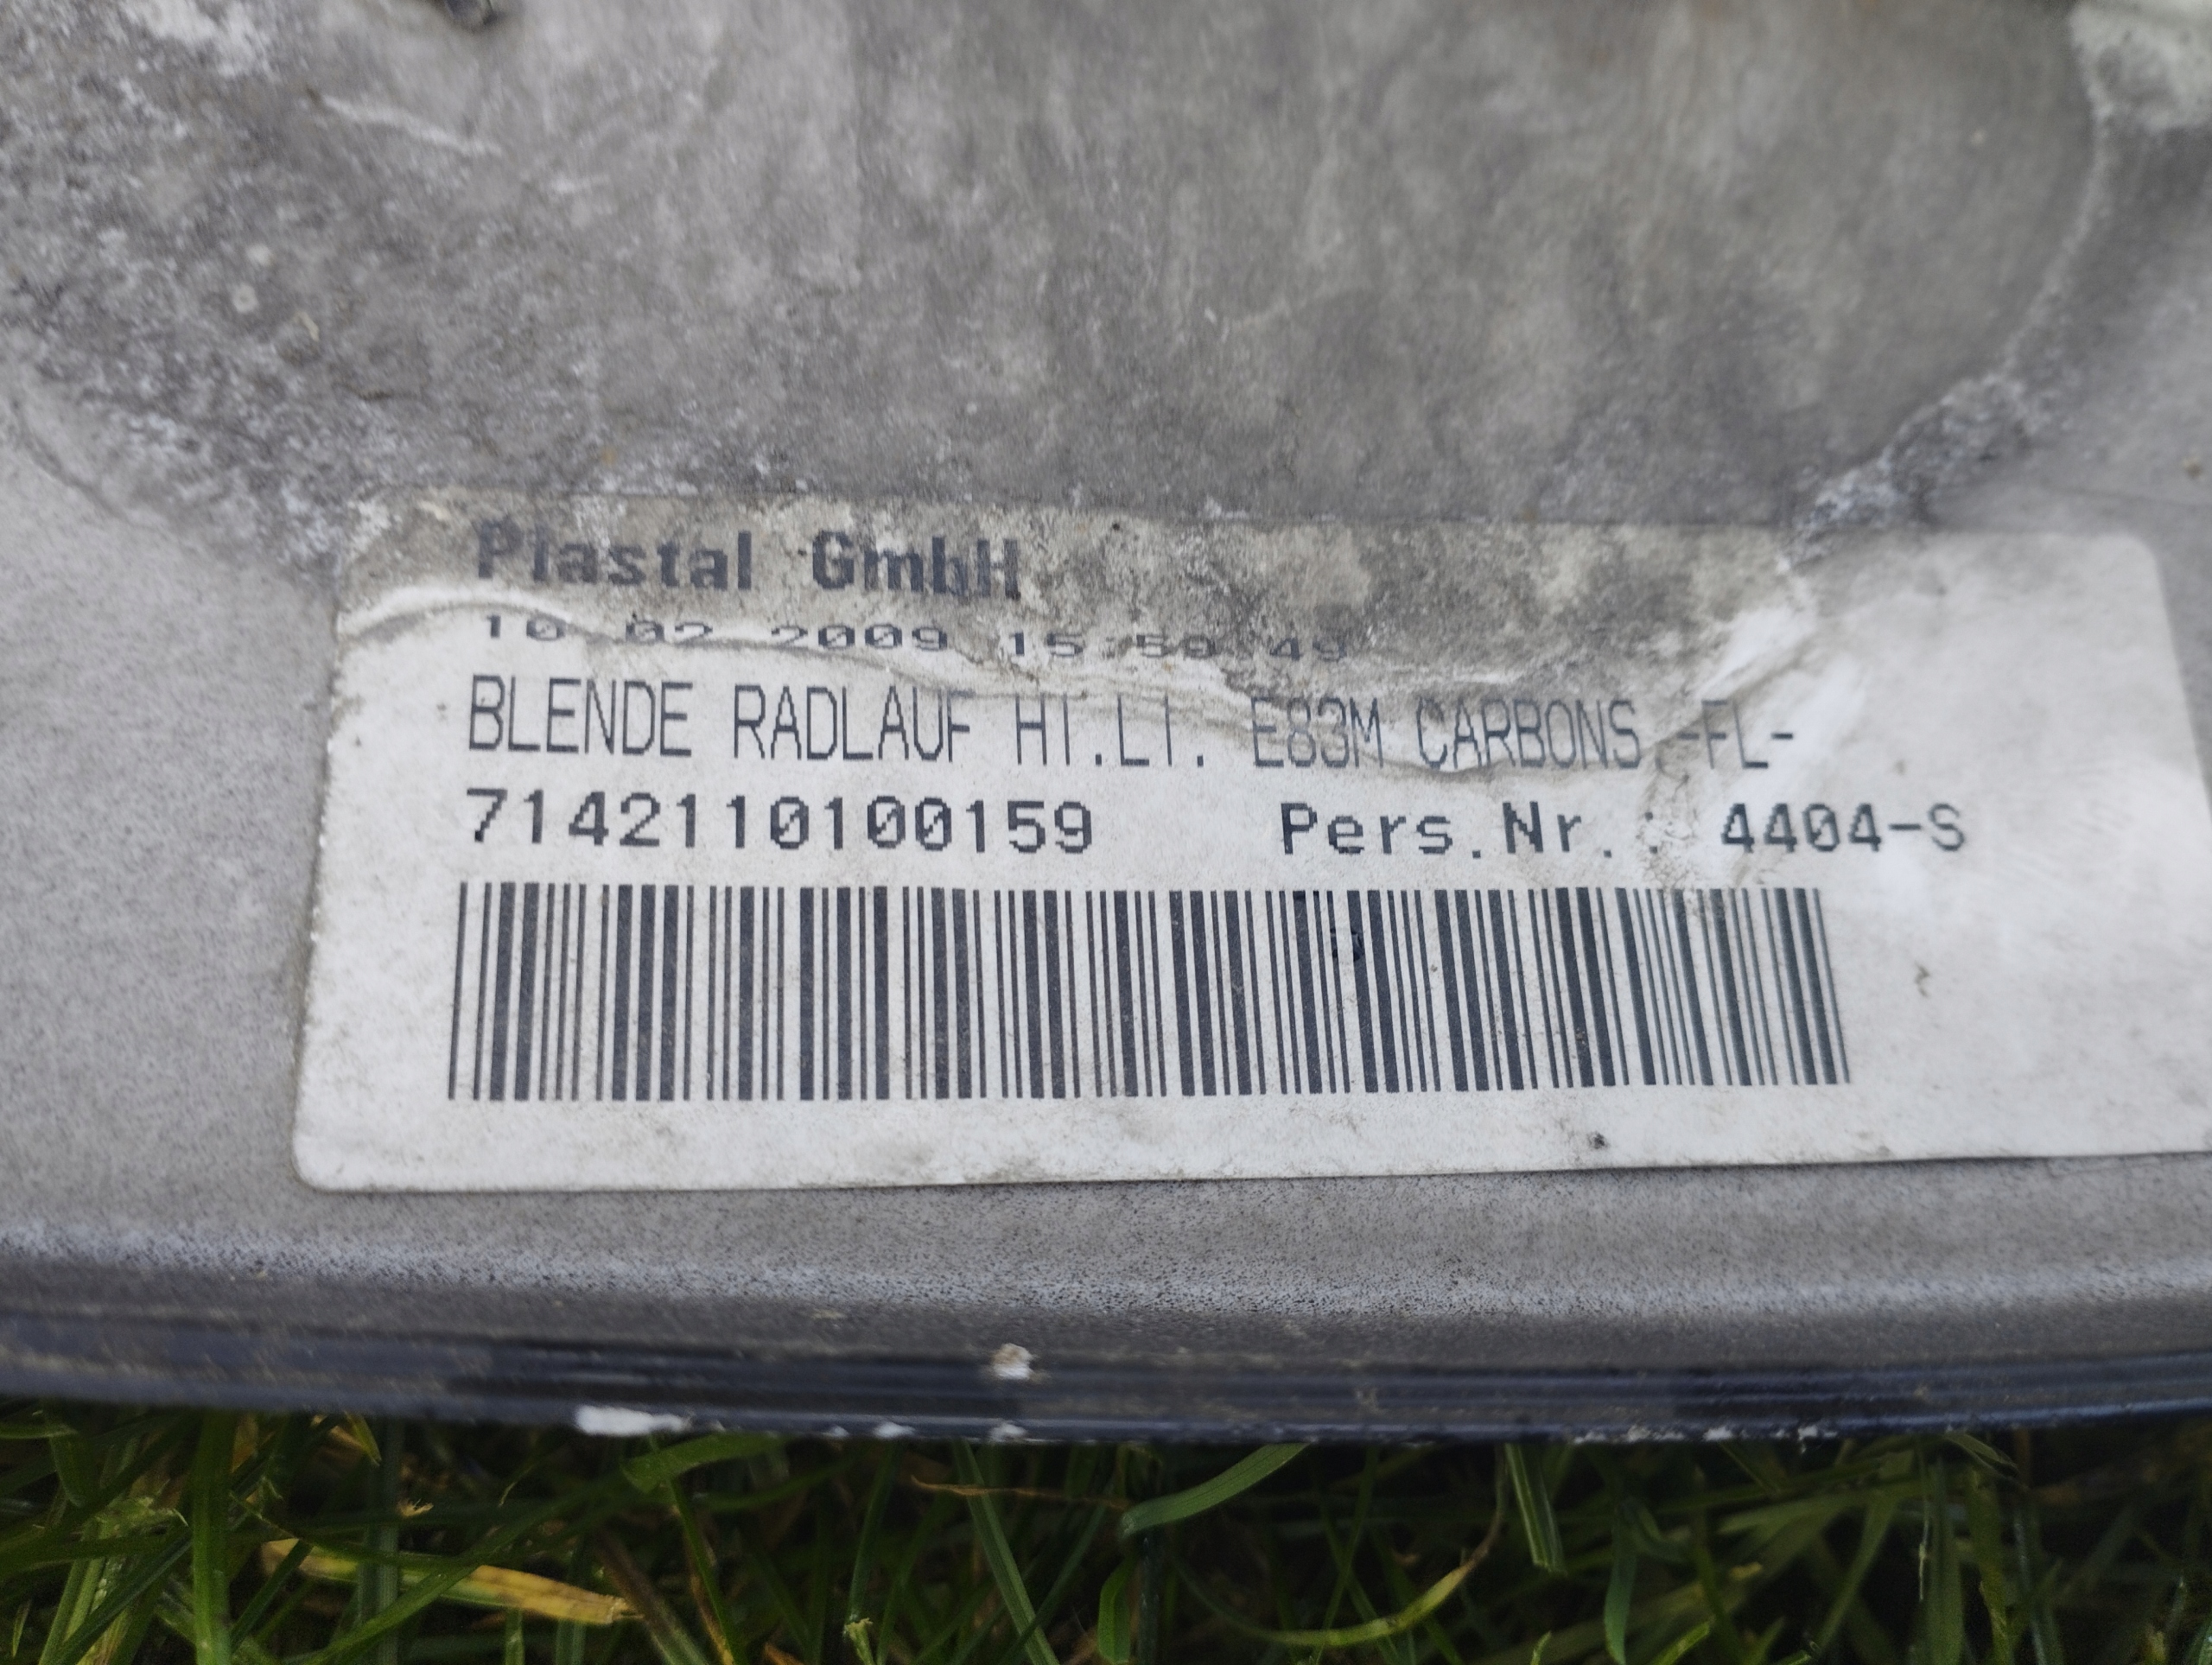 Plastal GmbH
10.02.2009 15:59:49
BLENDE RADLAUF HI.LI. E83M CARBONS.-FL-
7142110100159 Pers.Nr.: 4404-S